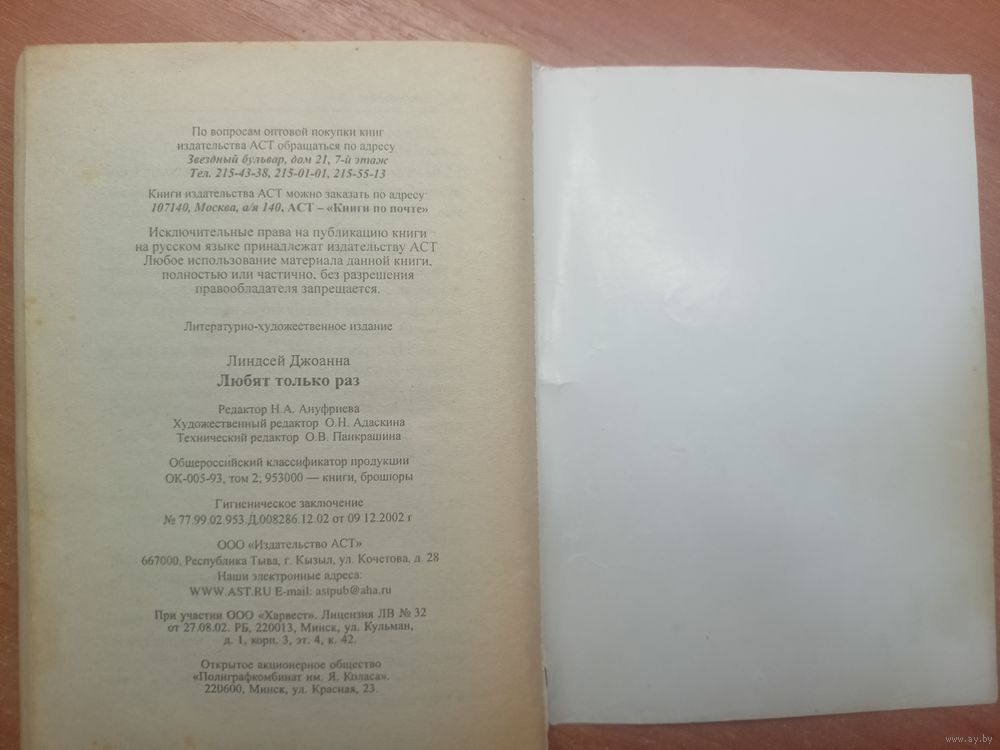 По вопросам оптовой покупки книг
издательства АСТ обращаться по адресу
Звездный бульвар, дом 21, 7-й этаж
Тел. 215-43-38, 215-01-01, 215-55-13
Книги издательства АСТ можно заказать по адресу
107140, Москва, а/я 140, АСТ – «Книги по почте»
Исключительные права на публикацию книги
на русском языке принадлежат издательству АСТ
Любое использование материала данной книги,
полностью или частично, без разрешения
правообладателя запрещается.
Литературно-художественное издание
Линдсей Джоанна
Любят только раз
Редактор Н.А. Ануфриева
Художественный редактор О.Н. Адаскина
Технический редактор О.В. Панкрашина
Общероссийский классификатор продукции
ОК-005-93, том 2; 953000 — книги, брошюры
Гигиеническое заключение
№ 77.99.02.953.Д.008286.12.02 от 09 12.2002 г
ООО «Издательство АСТ»
667000, Республика Тыва, г. Кызыл, ул. Кочетова, д. 28
Наши электронные адреса:
WWW.AST.RU E-mail: astpub@aha.ru
При участии ООО «Харвест». Лицензия ЛВ № 32
от 27.08.02. РБ, 220013, Минск, ул. Кульман,
д. 1, корп. 3, эт. 4, к. 42.
Открытое акционерное общество
«Полиграфкомбинат им. Я. Коласа».
220600, Минск, ул. Красная, 23.
www.ay.by